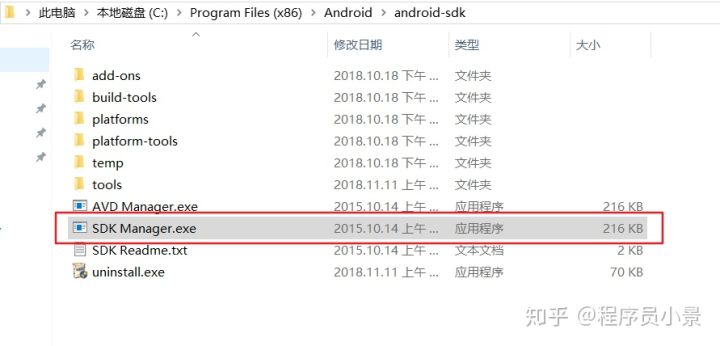 此电脑 > 本地磁盘 (C:) > Program Files (x86) > Android > android-sdk
名称 修改日期 类型 大小
add-ons 2018.10.18 下午 ... 文件夹
build-tools 2018.10.18 下午 ... 文件夹
platforms 2018.10.18 下午 ... 文件夹
platform-tools 2018.10.18 下午 ... 文件夹
temp 2018.10.18 下午 ... 文件夹
tools 2018.11.11 上午 ... 文件夹
AVD Manager.exe 2015.10.14 上午 ... 应用程序 216 KB
SDK Manager.exe 2015.10.14 上午 ... 应用程序 216 KB
SDK Readme.txt 2015.10.14 上午 ... 文本文档 2 KB
uninstall.exe 2018.11.11 上午 ... 应用程序 70 KB
知乎 @程序员小景